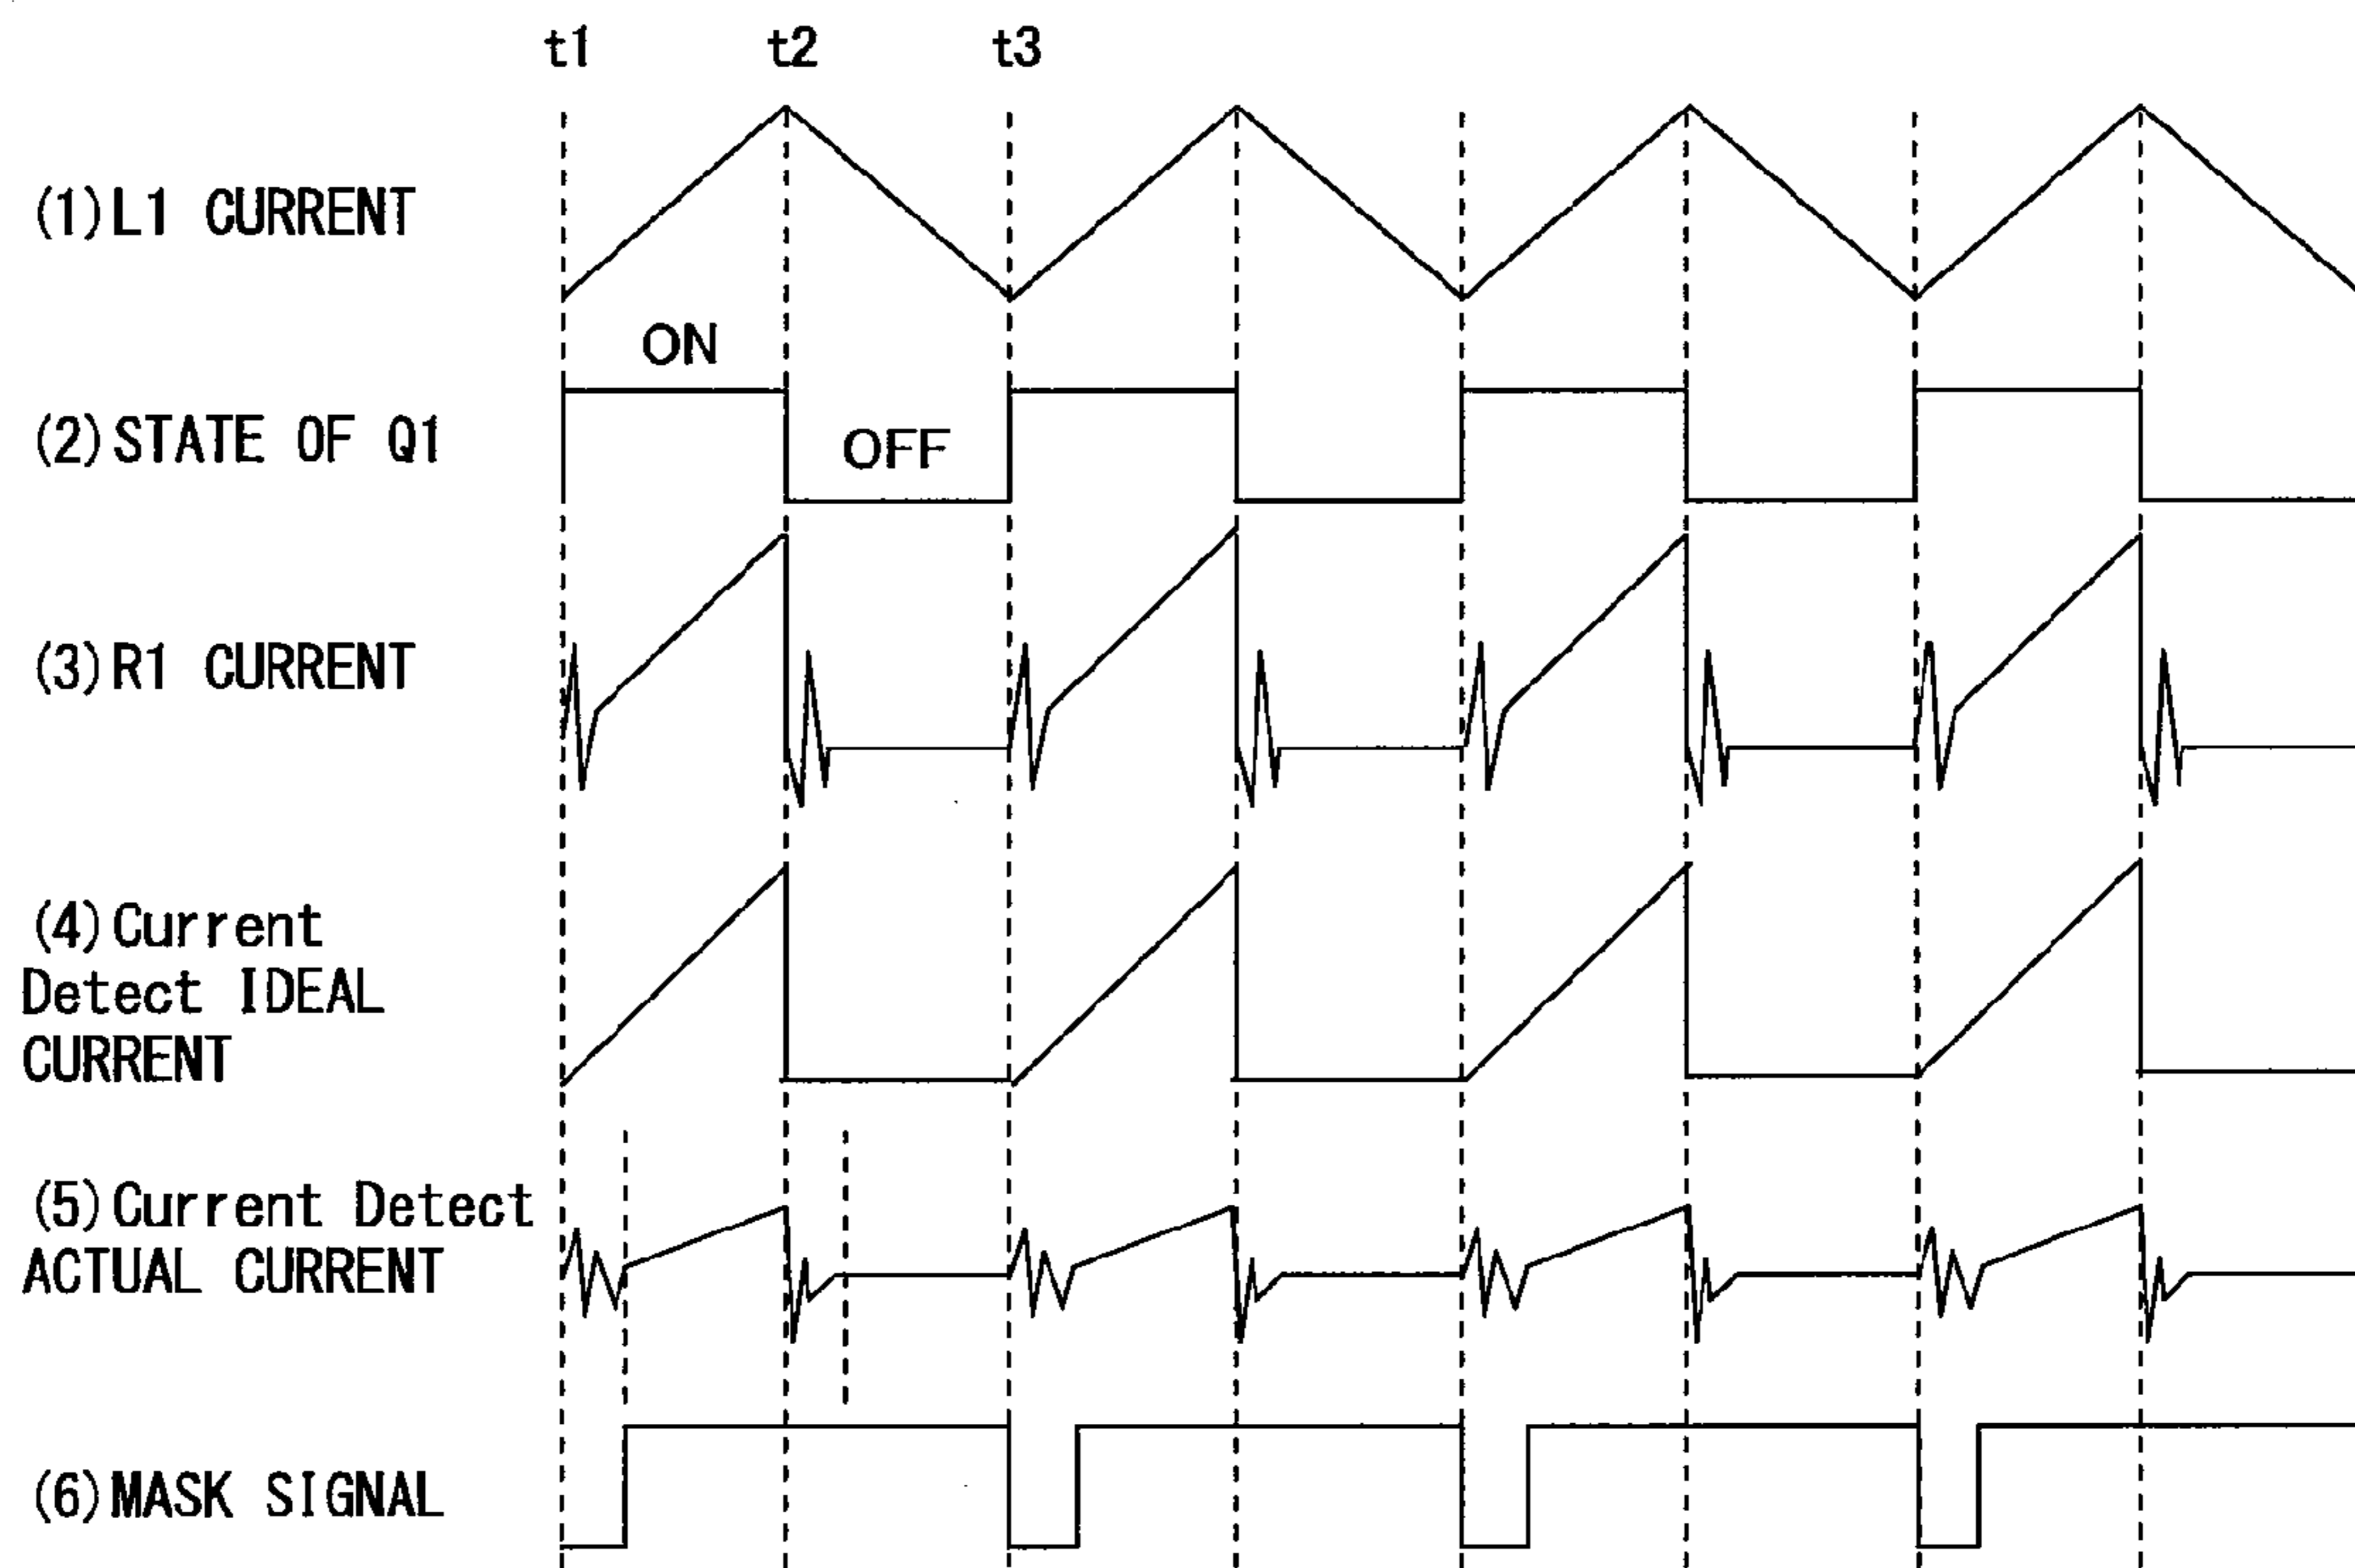 t1 t2 t3
(1)L1 CURRENT
ON
(2)STATE OF Q1
OFF
(3)R1 CURRENT
(4)Current
Detect IDEAL
CURRENT
(5)Current Detect
ACTUAL CURRENT
(6)MASK SIGNAL